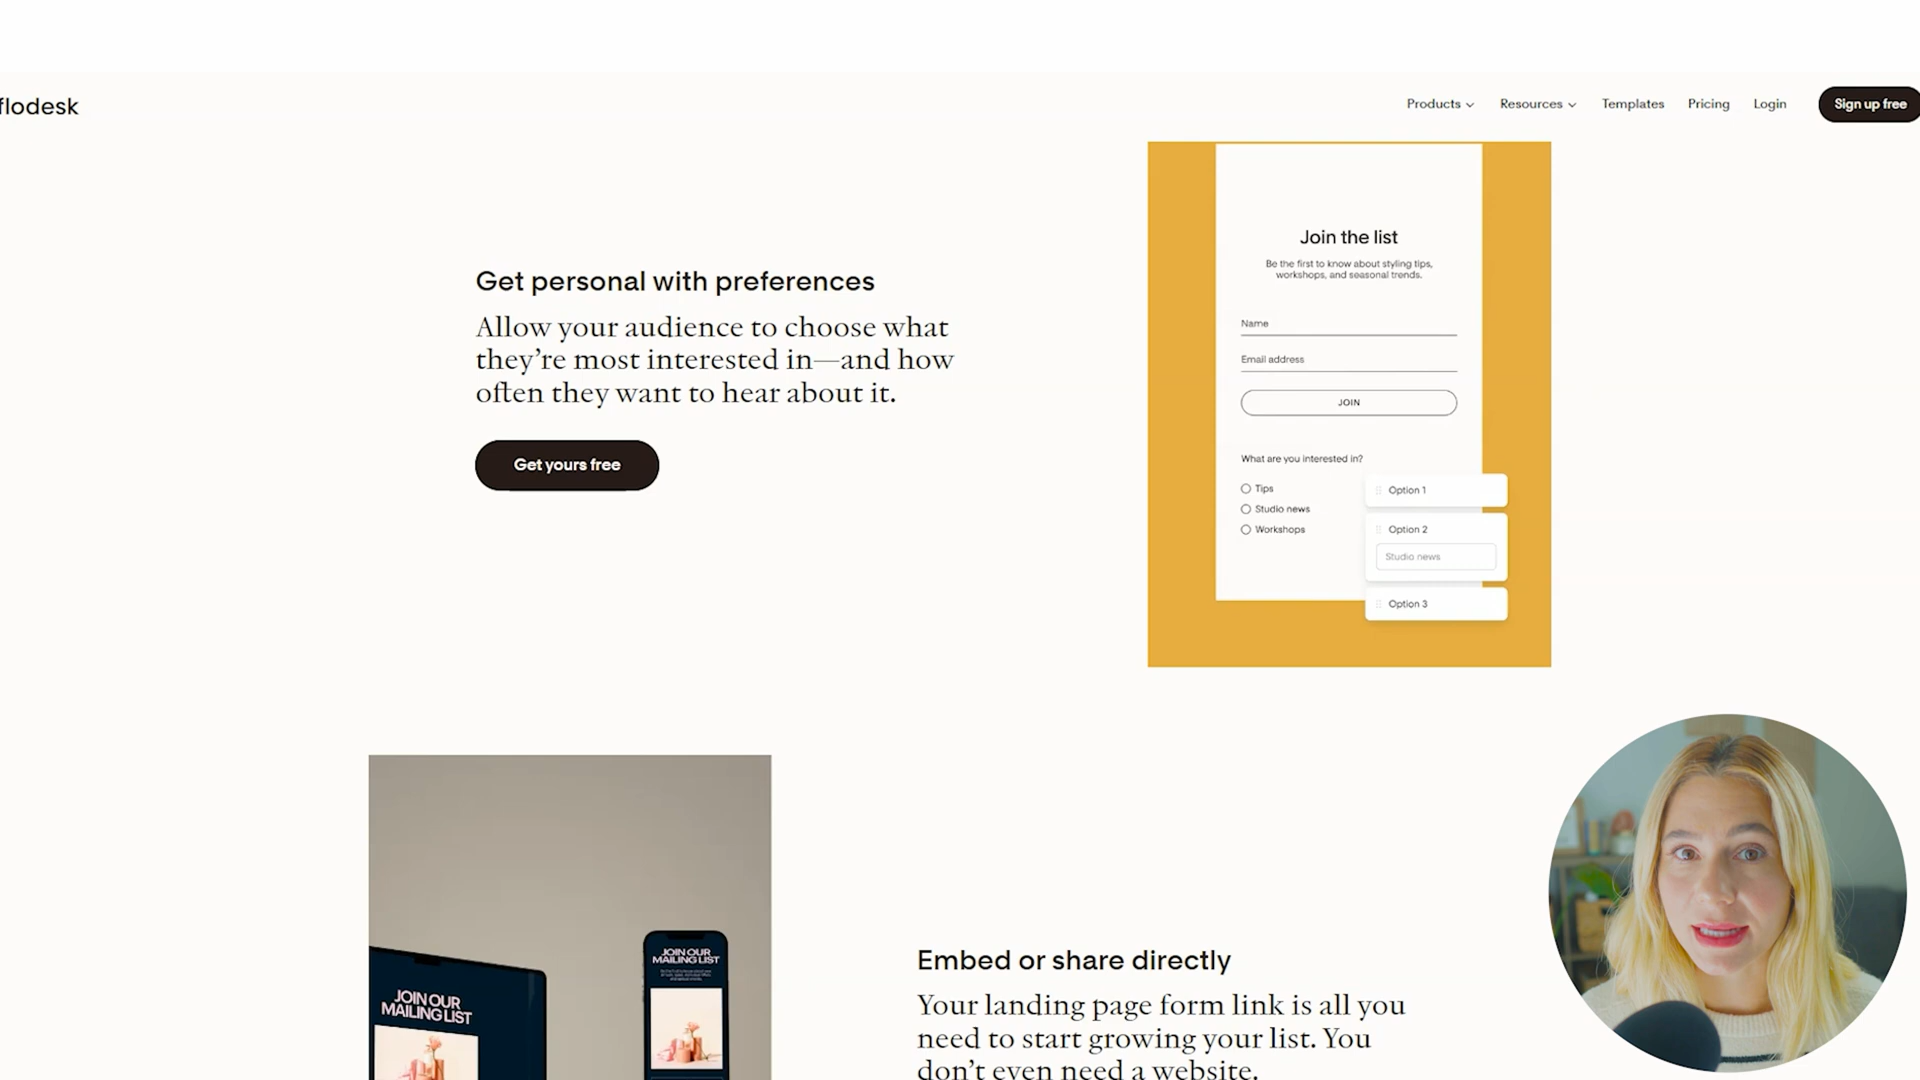 flodesk
Products
Resources
Templates
Pricing
Login
Sign up free
Get personal with preferences
Allow your audience to choose what
they’re most interested in—and how
often they want to hear about it.
Get yours free
Join the list
Be the first to know about styling tips,
workshops, and seasonal trends.
Name
Email address
JOIN
What are you interested in?
Tips
Studio news
Workshops
Option 1
Option 2
Studio news
Option 3
JOIN OUR
MAILING LIST
JOIN OUR
MAILING LIST
Embed or share directly
Your landing page form link is all you
need to start growing your list. You
don’t even need a website.